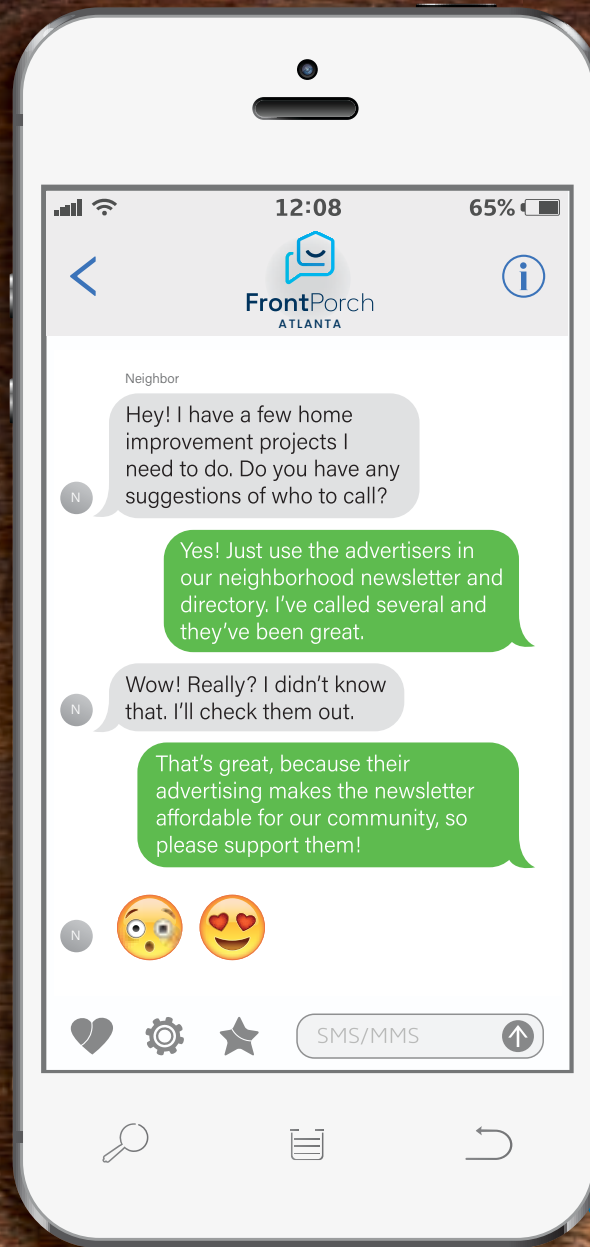 12:08
65%
FrontPorch
ATLANTA
Neighbor
Hey! I have a few home
improvement projects I
need to do. Do you have any
suggestions of who to call?
N
Yes! Just use the advertisers in
our neighborhood newsletter and
directory. I’ve called several and
they’ve been great.
Wow! Really? I didn’t know
that. I’ll check them out.
N
That’s great, because their
advertising makes the newsletter
affordable for our community, so
please support them!
N
SMS/MMS